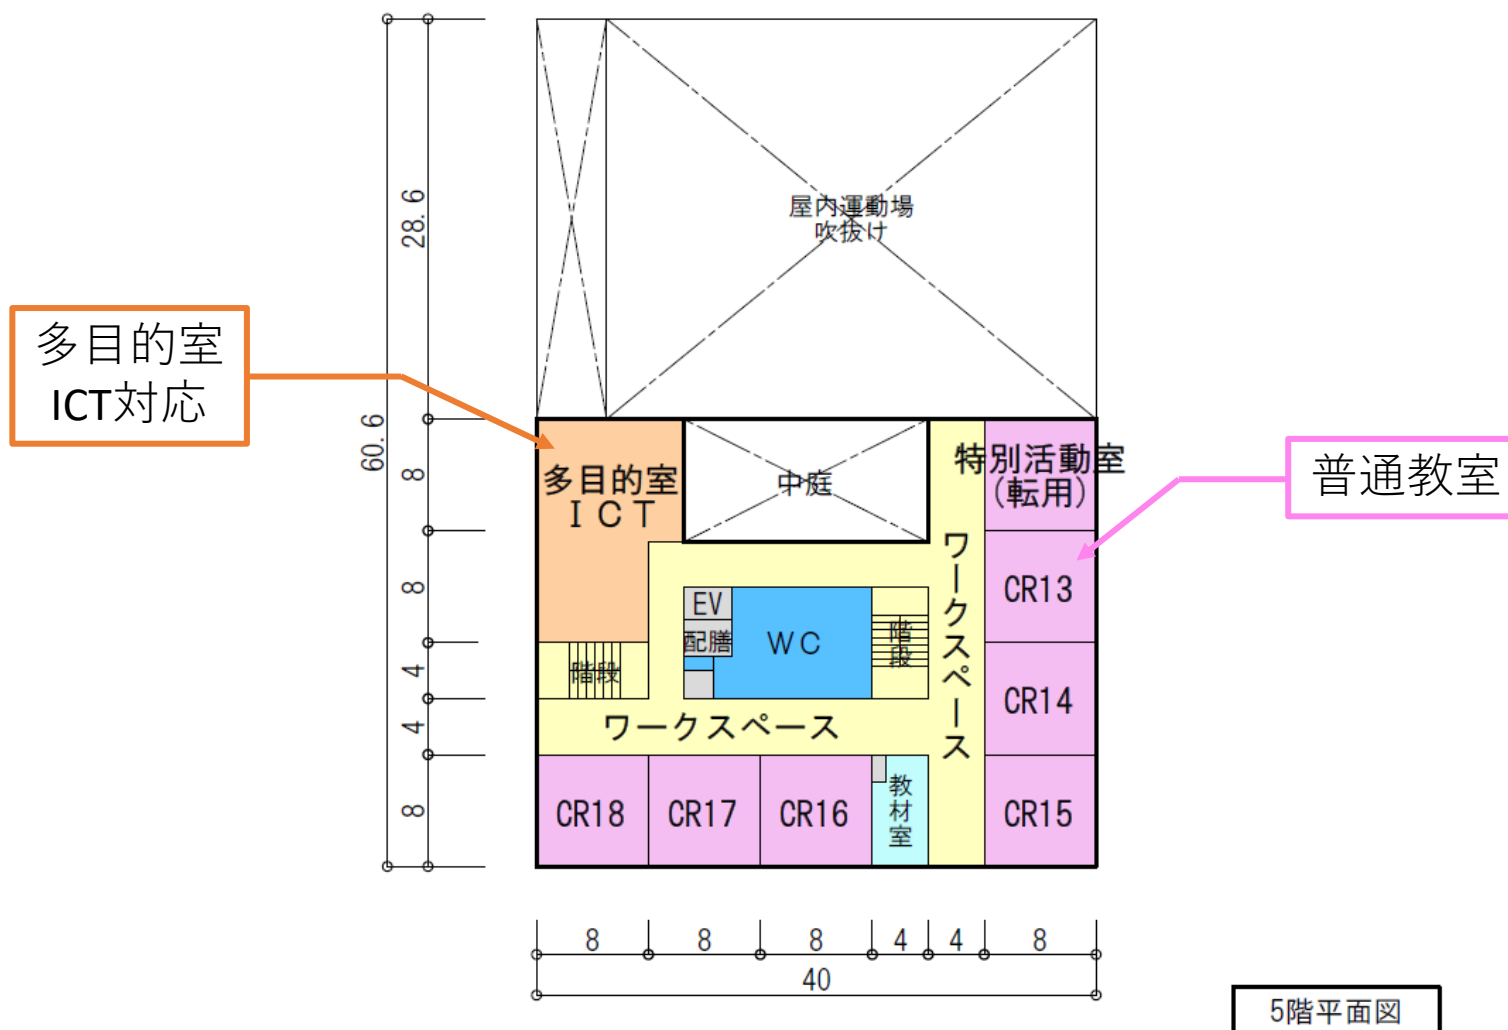 28.6
屋内運動場
吹抜け
多目的室
ICT対応
60.6
8
多目的室
ＩＣＴ
中庭
特別活動室
(転用)
普通教室
8
ワークスペース
CR13
EV
配膳
WC
階段
4
階段
CR14
4
ワークスペース
8
CR18
CR17
CR16
教材室
CR15
8
8
8
4
4
8
40
5階平面図